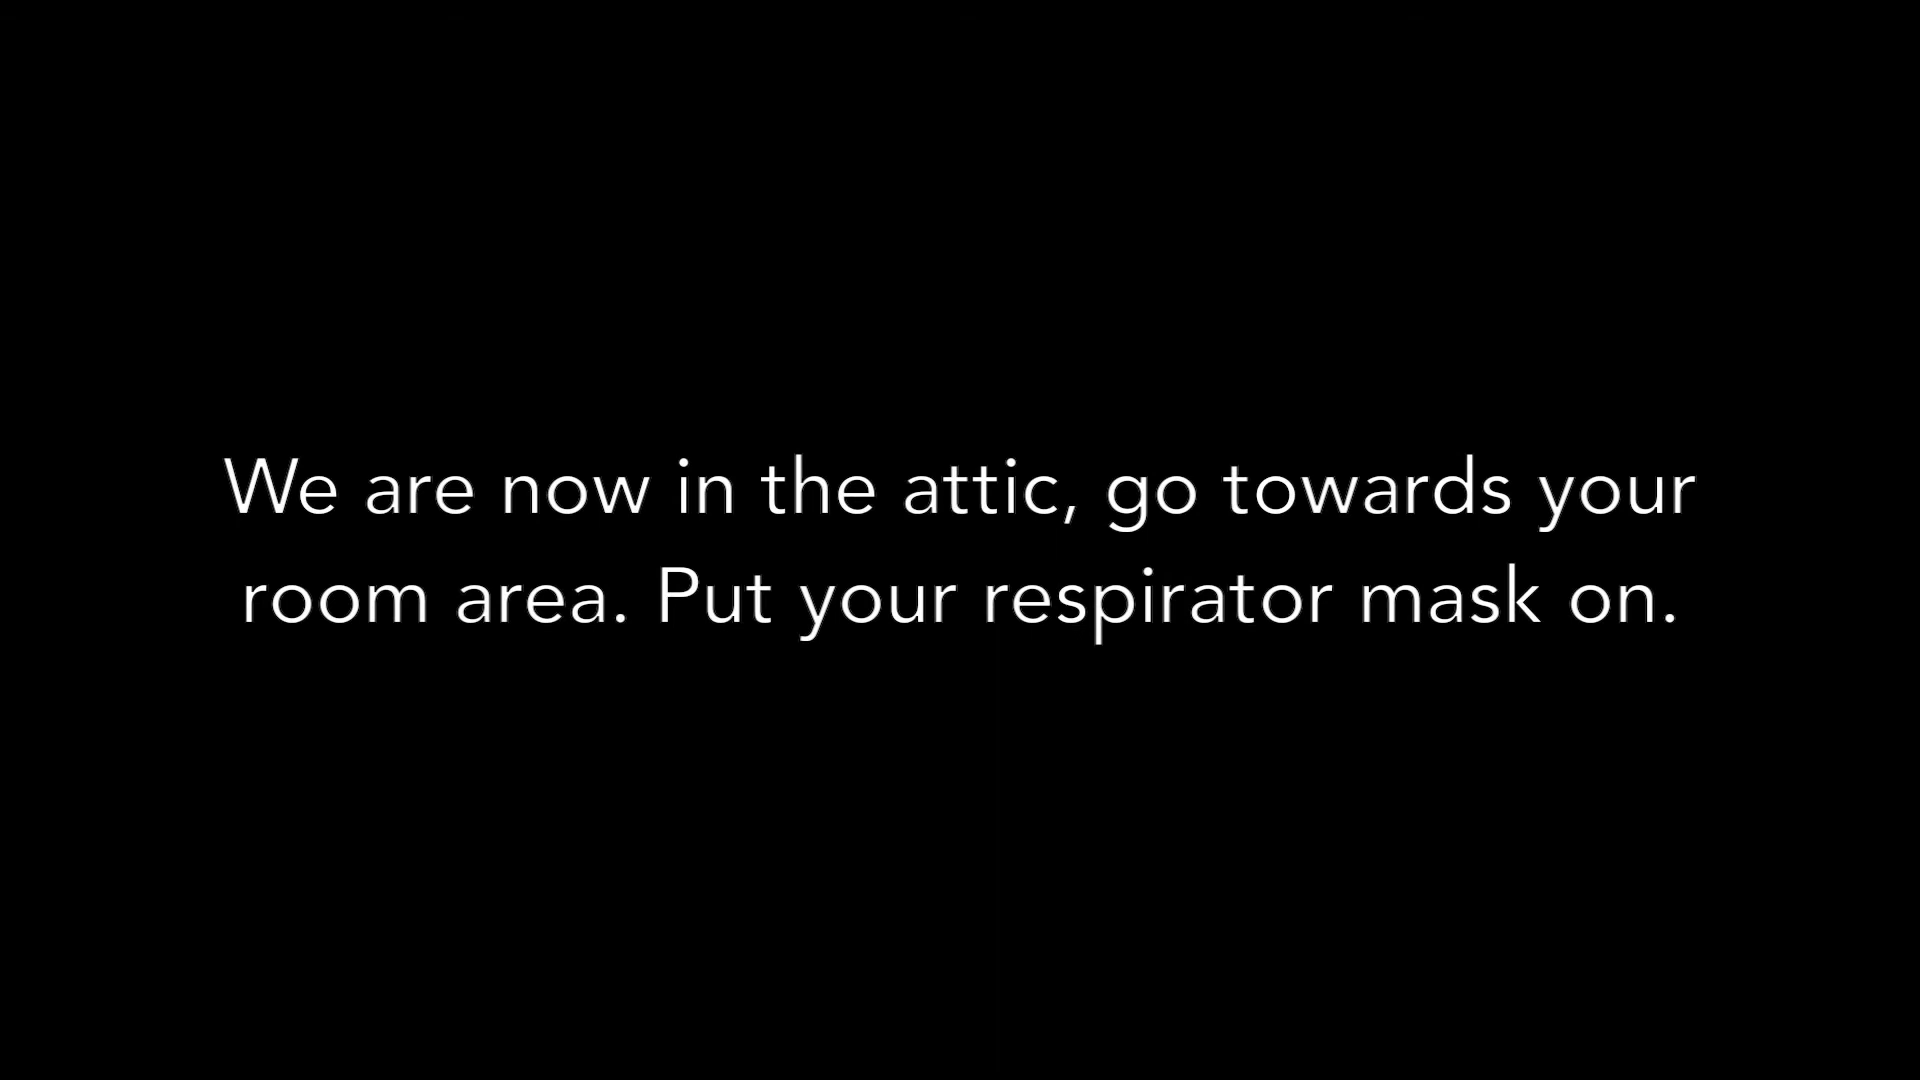 We are now in the attic, go towards your
room area. Put your respirator mask on.